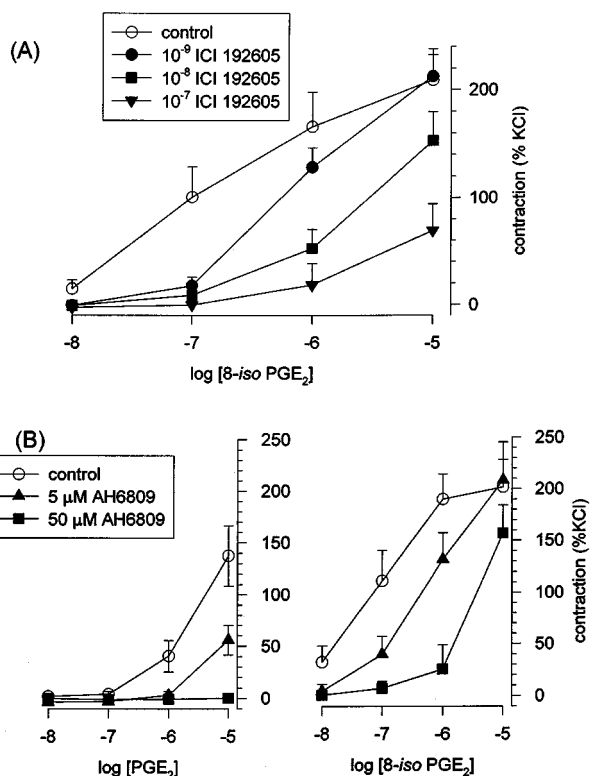 (A)
control
10⁻⁹ ICI 192605
10⁻⁸ ICI 192605
10⁻⁷ ICI 192605
200
100
0
contraction (% KCl)
-8 -7 -6 -5
log [8-iso PGE₂]
(B)
control
5 µM AH6809
50 µM AH6809
250
200
150
100
50
0
-8 -7 -6 -5
log [PGE₂]
250
200
150
100
50
0
contraction (%KCl)
-8 -7 -6 -5
log [8-iso PGE₂]